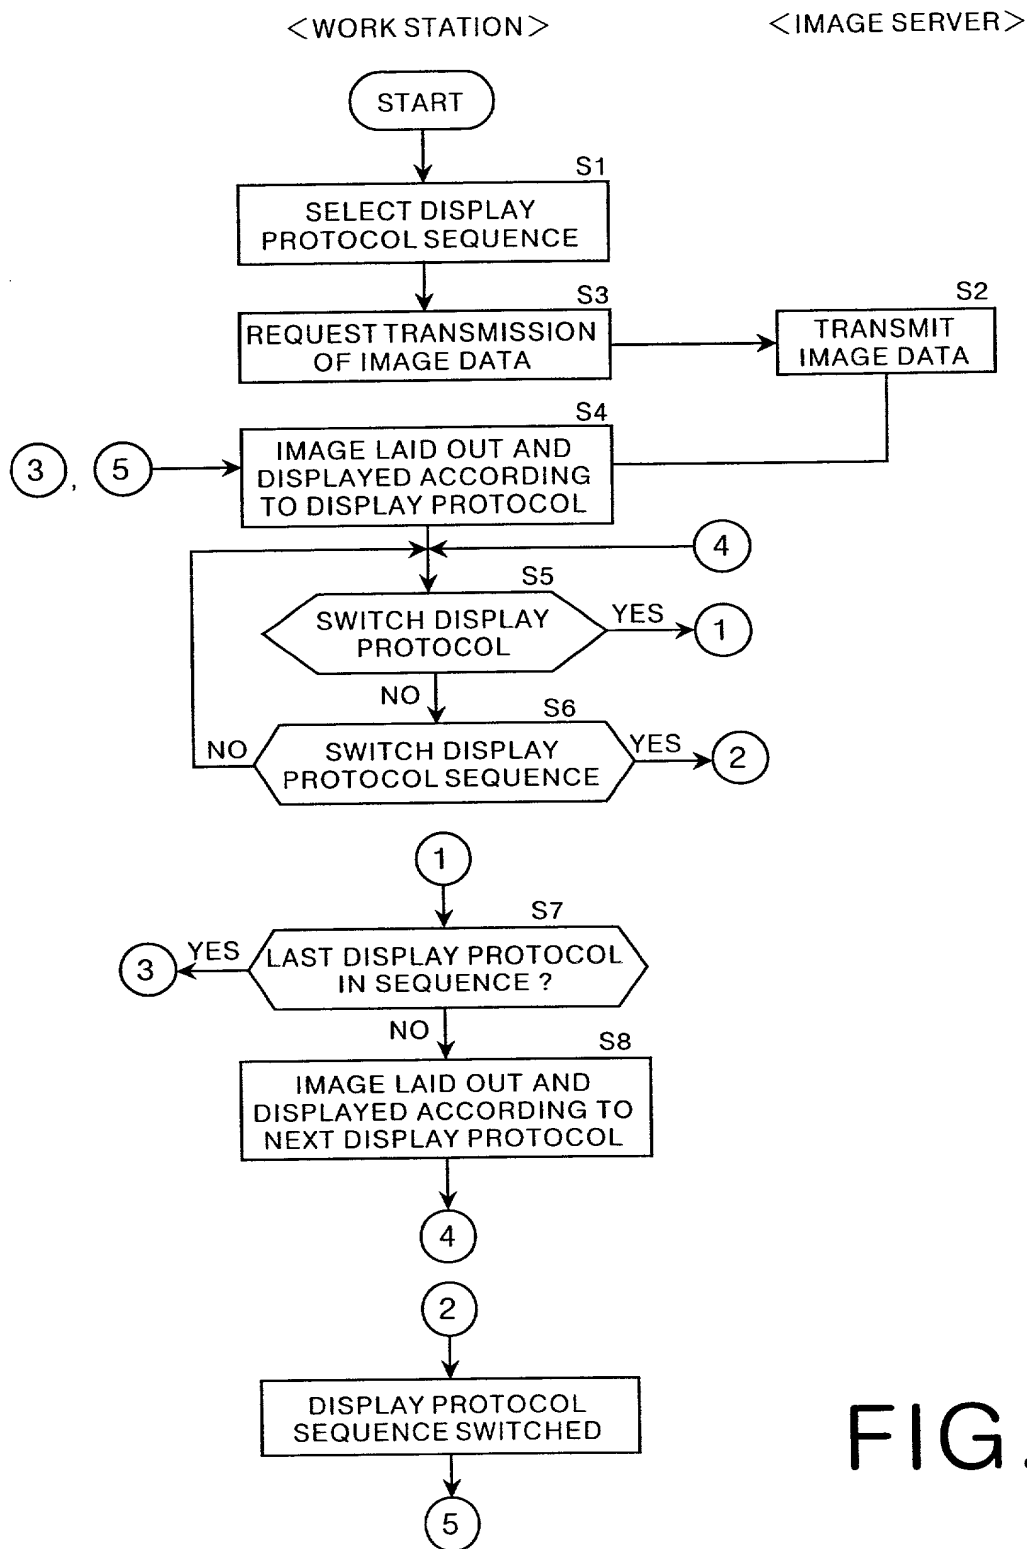 <WORK STATION>
<IMAGE SERVER>
START
S1
SELECT DISPLAY
PROTOCOL SEQUENCE
S3
REQUEST TRANSMISSION
OF IMAGE DATA
S2
TRANSMIT
IMAGE DATA
S4
IMAGE LAID OUT AND
DISPLAYED ACCORDING
TO DISPLAY PROTOCOL
3, 5
4
S5
SWITCH DISPLAY
PROTOCOL
YES
1
NO
S6
SWITCH DISPLAY
PROTOCOL SEQUENCE
NO
YES
2
1
S7
LAST DISPLAY PROTOCOL
IN SEQUENCE ?
YES
3
NO
S8
IMAGE LAID OUT AND
DISPLAYED ACCORDING TO
NEXT DISPLAY PROTOCOL
4
2
DISPLAY PROTOCOL
SEQUENCE SWITCHED
5
FIG.